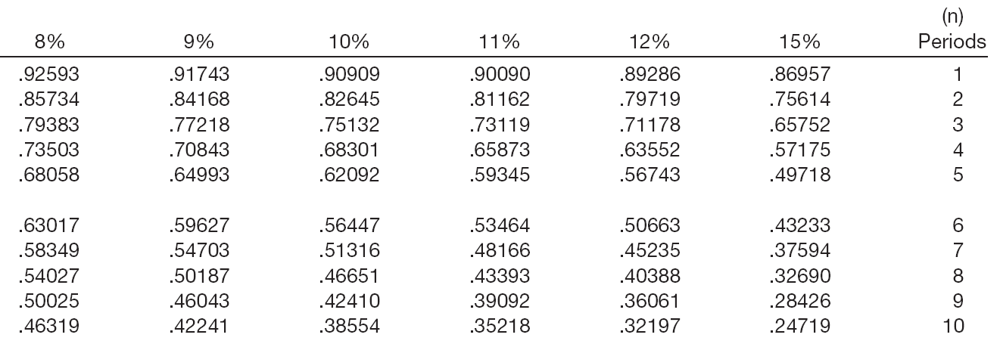 (n)
8% 9% 10% 11% 12% 15% Periods
.92593 .91743 .90909 .90090 .89286 .86957 1
.85734 .84168 .82645 .81162 .79719 .75614 2
.79383 .77218 .75132 .73119 .71178 .65752 3
.73503 .70843 .68301 .65873 .63552 .57175 4
.68058 .64993 .62092 .59345 .56743 .49718 5
.63017 .59627 .56447 .53464 .50663 .43233 6
.58349 .54703 .51316 .48166 .45235 .37594 7
.54027 .50187 .46651 .43393 .40388 .32690 8
.50025 .46043 .42410 .39092 .36061 .28426 9
.46319 .42241 .38554 .35218 .32197 .24719 10